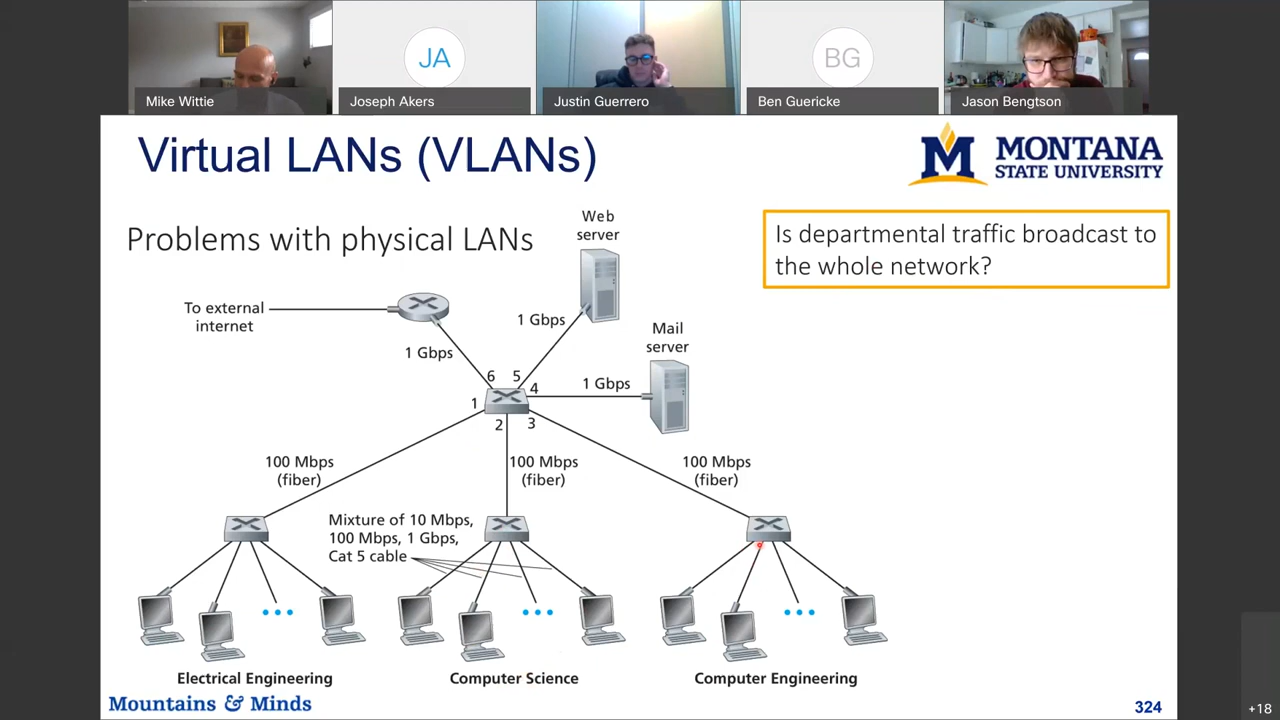 JA
BG
Mike Wittie
Joseph Akers
Justin Guerrero
Ben Guericke
Jason Bengtson
Virtual LANs (VLANs)
M
MONTANA
STATE UNIVERSITY
Problems with physical LANs
Is departmental traffic broadcast to
the whole network?
Web
server
To external
internet
1 Gbps
1 Gbps
Mail
server
1 Gbps
6
5
4
1
2
3
100 Mbps
(fiber)
100 Mbps
(fiber)
100 Mbps
(fiber)
Mixture of 10 Mbps,
100 Mbps, 1 Gbps,
Cat 5 cable
Electrical Engineering
Computer Science
Computer Engineering
Mountains & Minds
324
+18